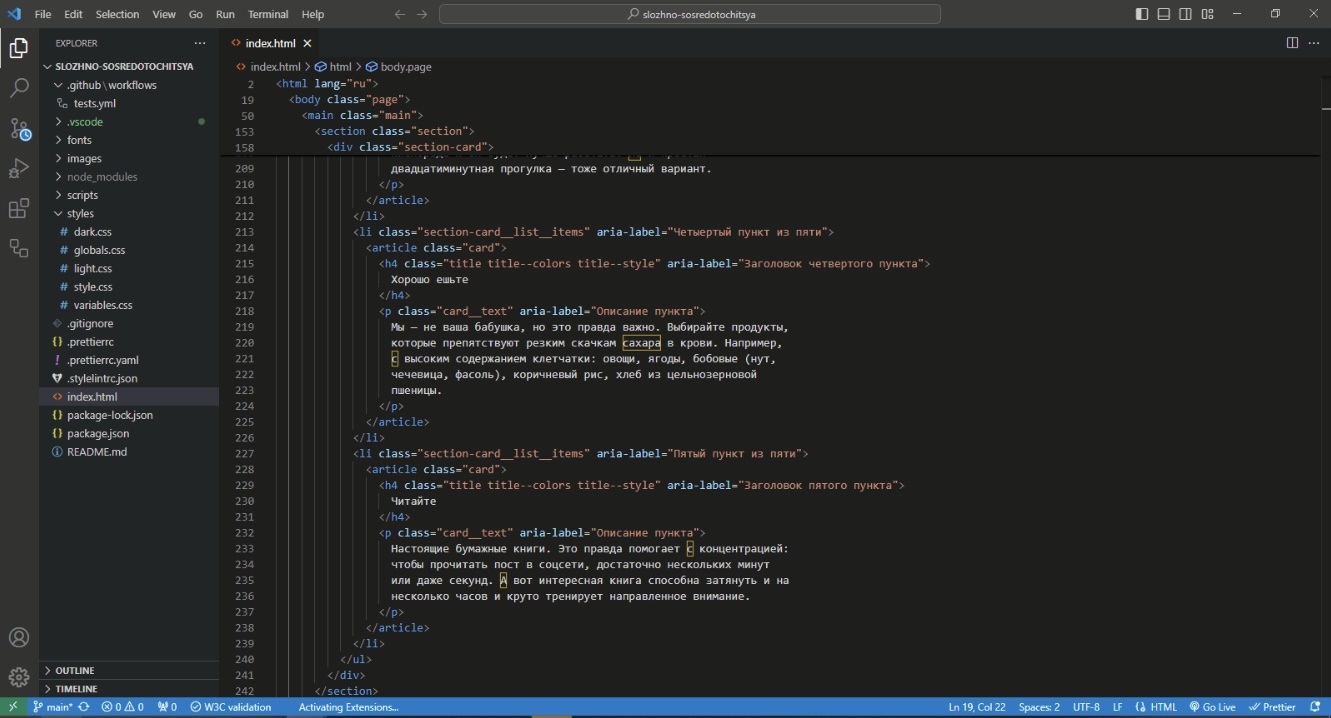 File Edit Selection View Go Run Terminal Help slozhno-sosredotochitsya
EXPLORER
SLOZHNO-SOSREDOTOCHITSYA
.github \ workflows
tests.yml
.vscode
fonts
images
node_modules
scripts
styles
# dark.css
# globals.css
# light.css
# style.css
# variables.css
.gitignore
{} .prettierrc
! .prettierrc.yaml
.stylelintrc.json
<> index.html
{} package-lock.json
{} package.json
README.md
OUTLINE
TIMELINE
<> index.html
<> index.html > html > body.page
2 <html lang="ru">
19 <body class="page">
50 <main class="main">
153 <section class="section">
158 <div class="section-card">
209 двадцатиминутная прогулка — тоже отличный вариант.
210 </p>
211 </article>
212 </li>
213 <li class="section-card__list__items" aria-label="Четмертый пункт из пяти">
214 <article class="card">
215 <h4 class="title title--colors title--style" aria-label="Заголовок четвертого пункта">
216 Хорошо ешьте
217 </h4>
218 <p class="card__text" aria-label="Описание пункта">
219 Мы — не ваша бабушка, но это правда важно. Выбирайте продукты,
220 которые препятствуют резким скачкам сахара в крови. Например,
221 с высоким содержанием клетчатки: овощи, ягоды, бобовые (нут,
222 чечевица, фасоль), коричневый рис, хлеб из цельнозерновой
223 пшеницы.
224 </p>
225 </article>
226 </li>
227 <li class="section-card__list__items" aria-label="Пятый пункт из пяти">
228 <article class="card">
229 <h4 class="title title--colors title--style" aria-label="Заголовок пятого пункта">
230 Читайте
231 </h4>
232 <p class="card__text" aria-label="Описание пункта">
233 Настоящие бумажные книги. Это правда помогает с концентрацией:
234 чтобы прочитать пост в соцсети, достаточно нескольких минут
235 или даже секунд. А вот интересная книга способна затянуть и на
236 несколько часов и круто тренирует направленное внимание.
237 </p>
238 </article>
239 </li>
240 </ul>
241 </div>
242 </section>
main* 0 0 0 W3C validation Activating Extensions... Ln 19, Col 22 Spaces: 2 UTF-8 LF HTML Go Live Prettier